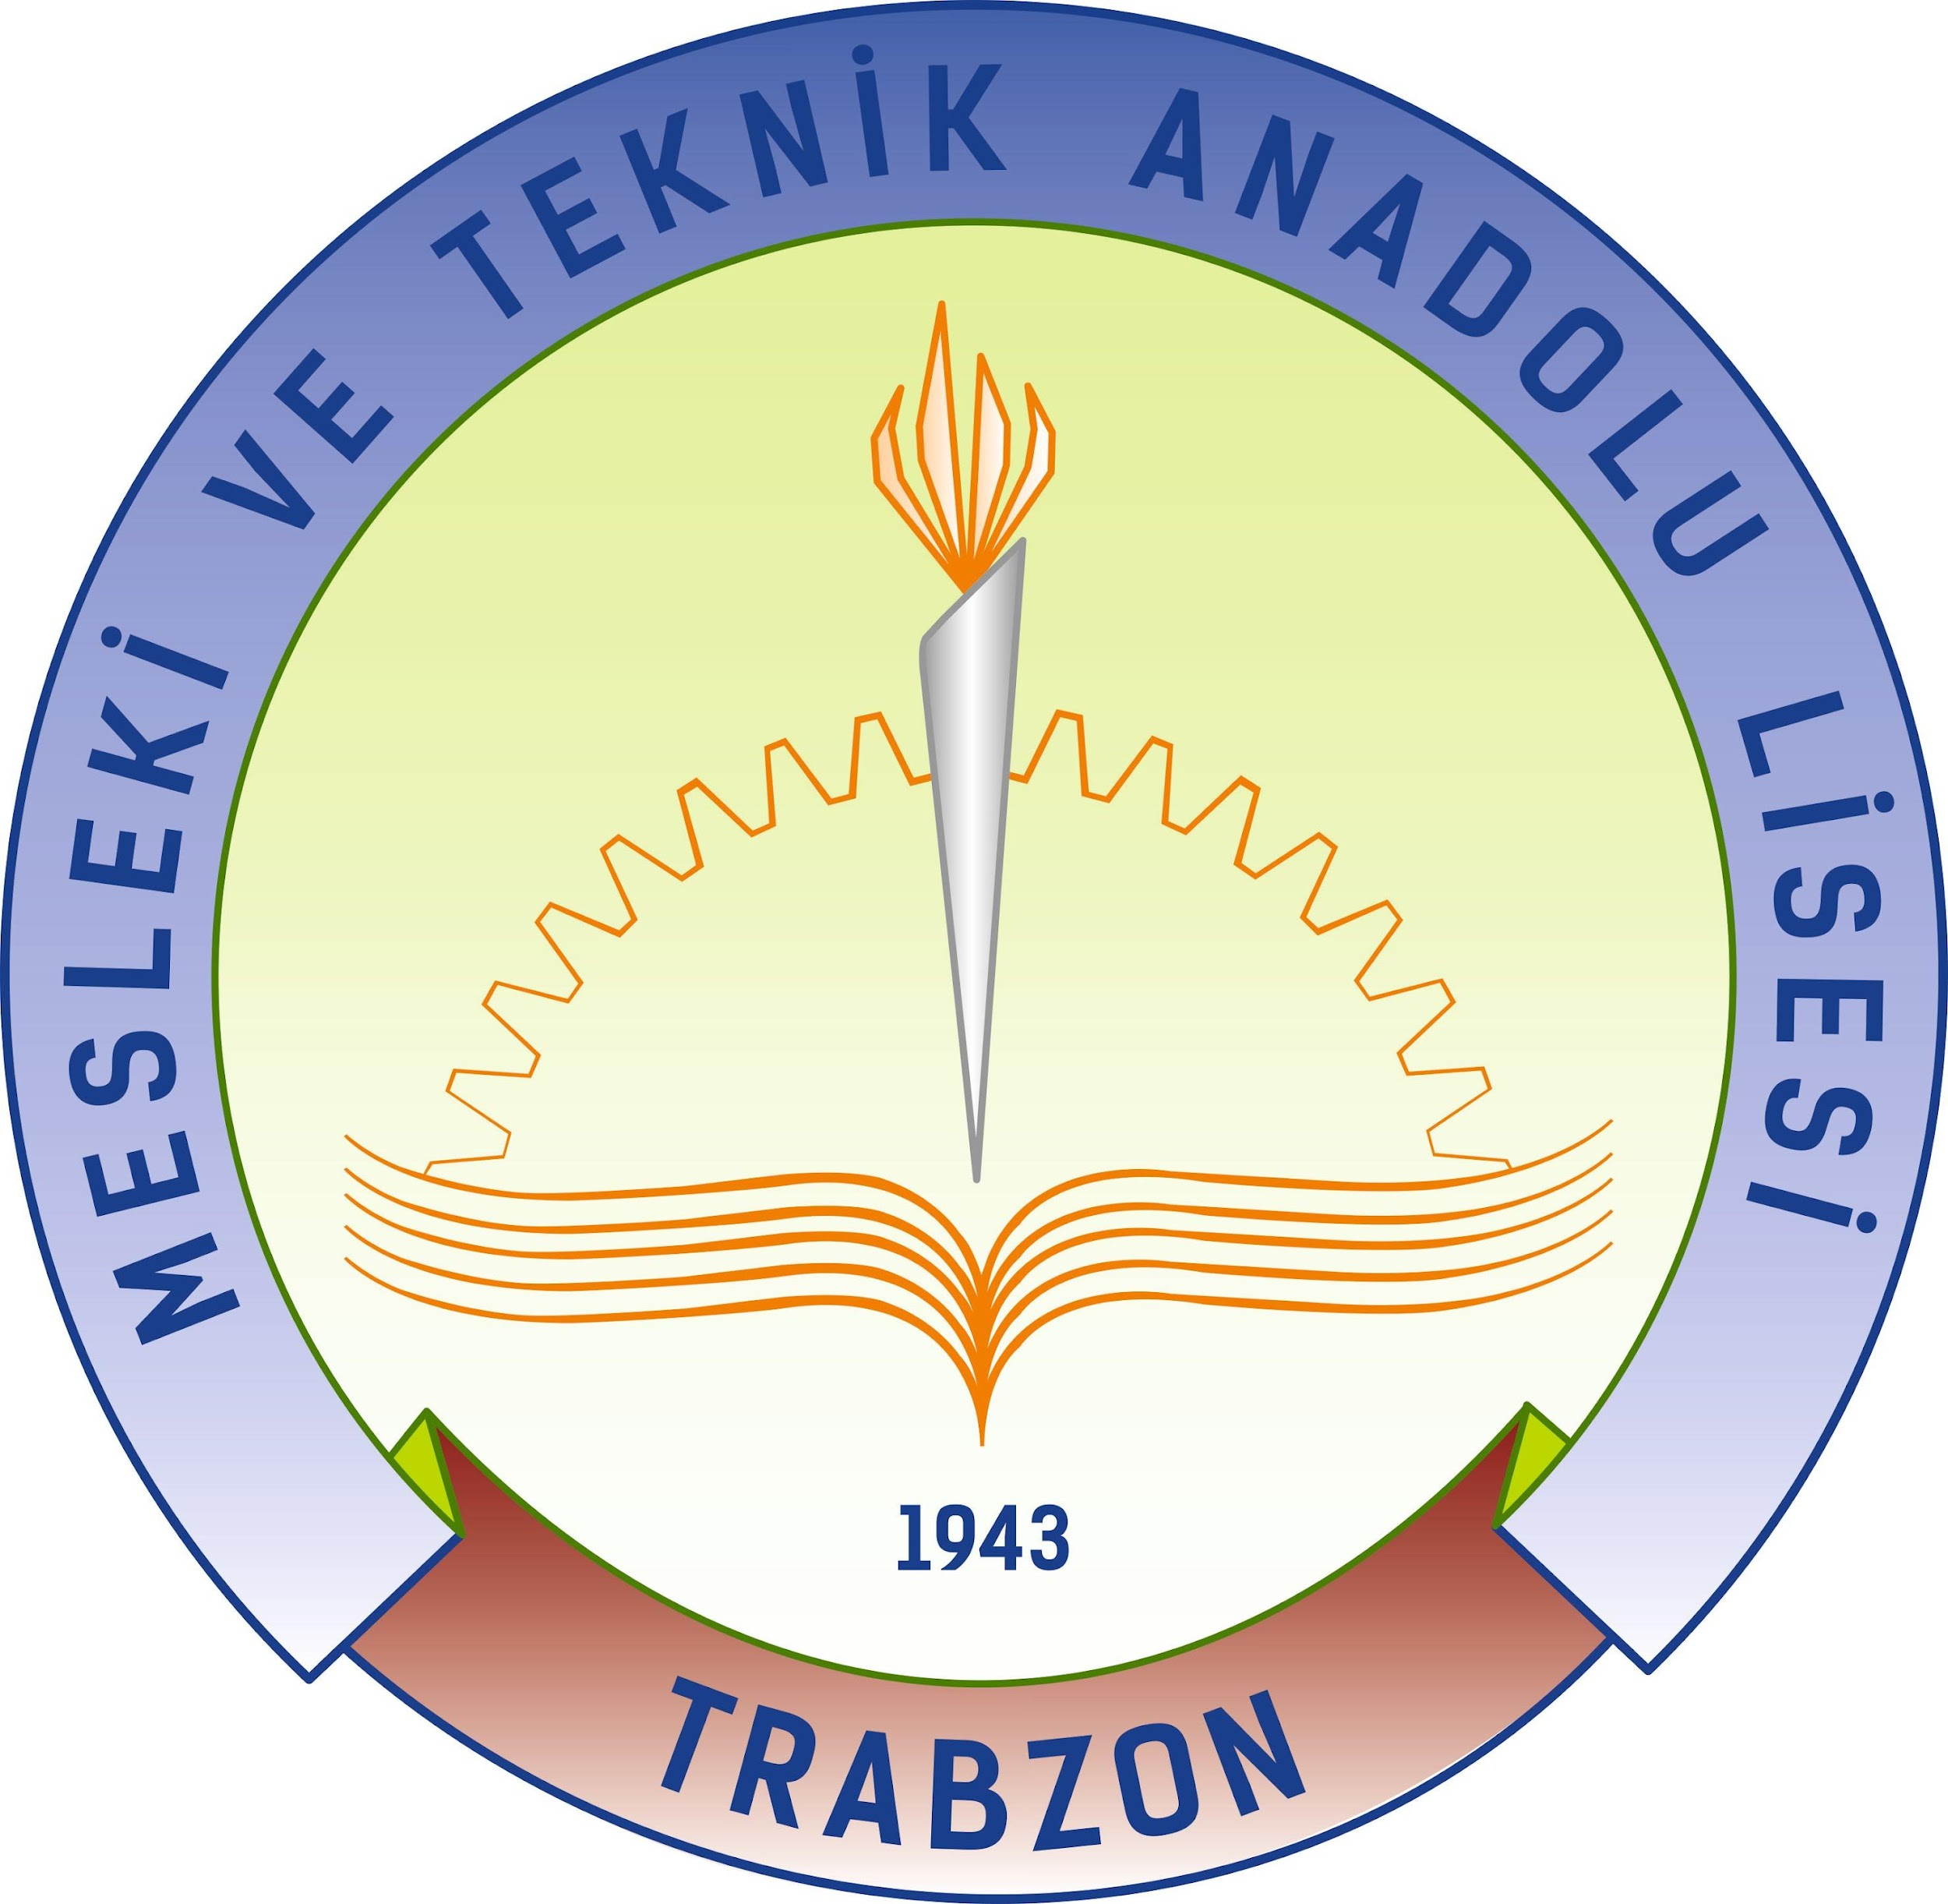 MESLEKİ VE TEKNİK ANADOLU LİSESİ
1943
TRABZON